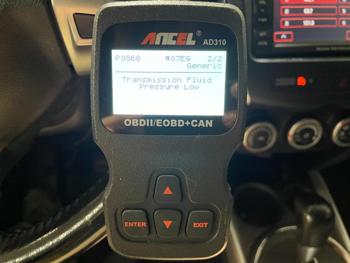 ANCEL
AD310
P0868 #07E9 2/2
Generic
Transmission Fluid
Pressure Low
OBDII/EOBD+CAN
ENTER
EXIT